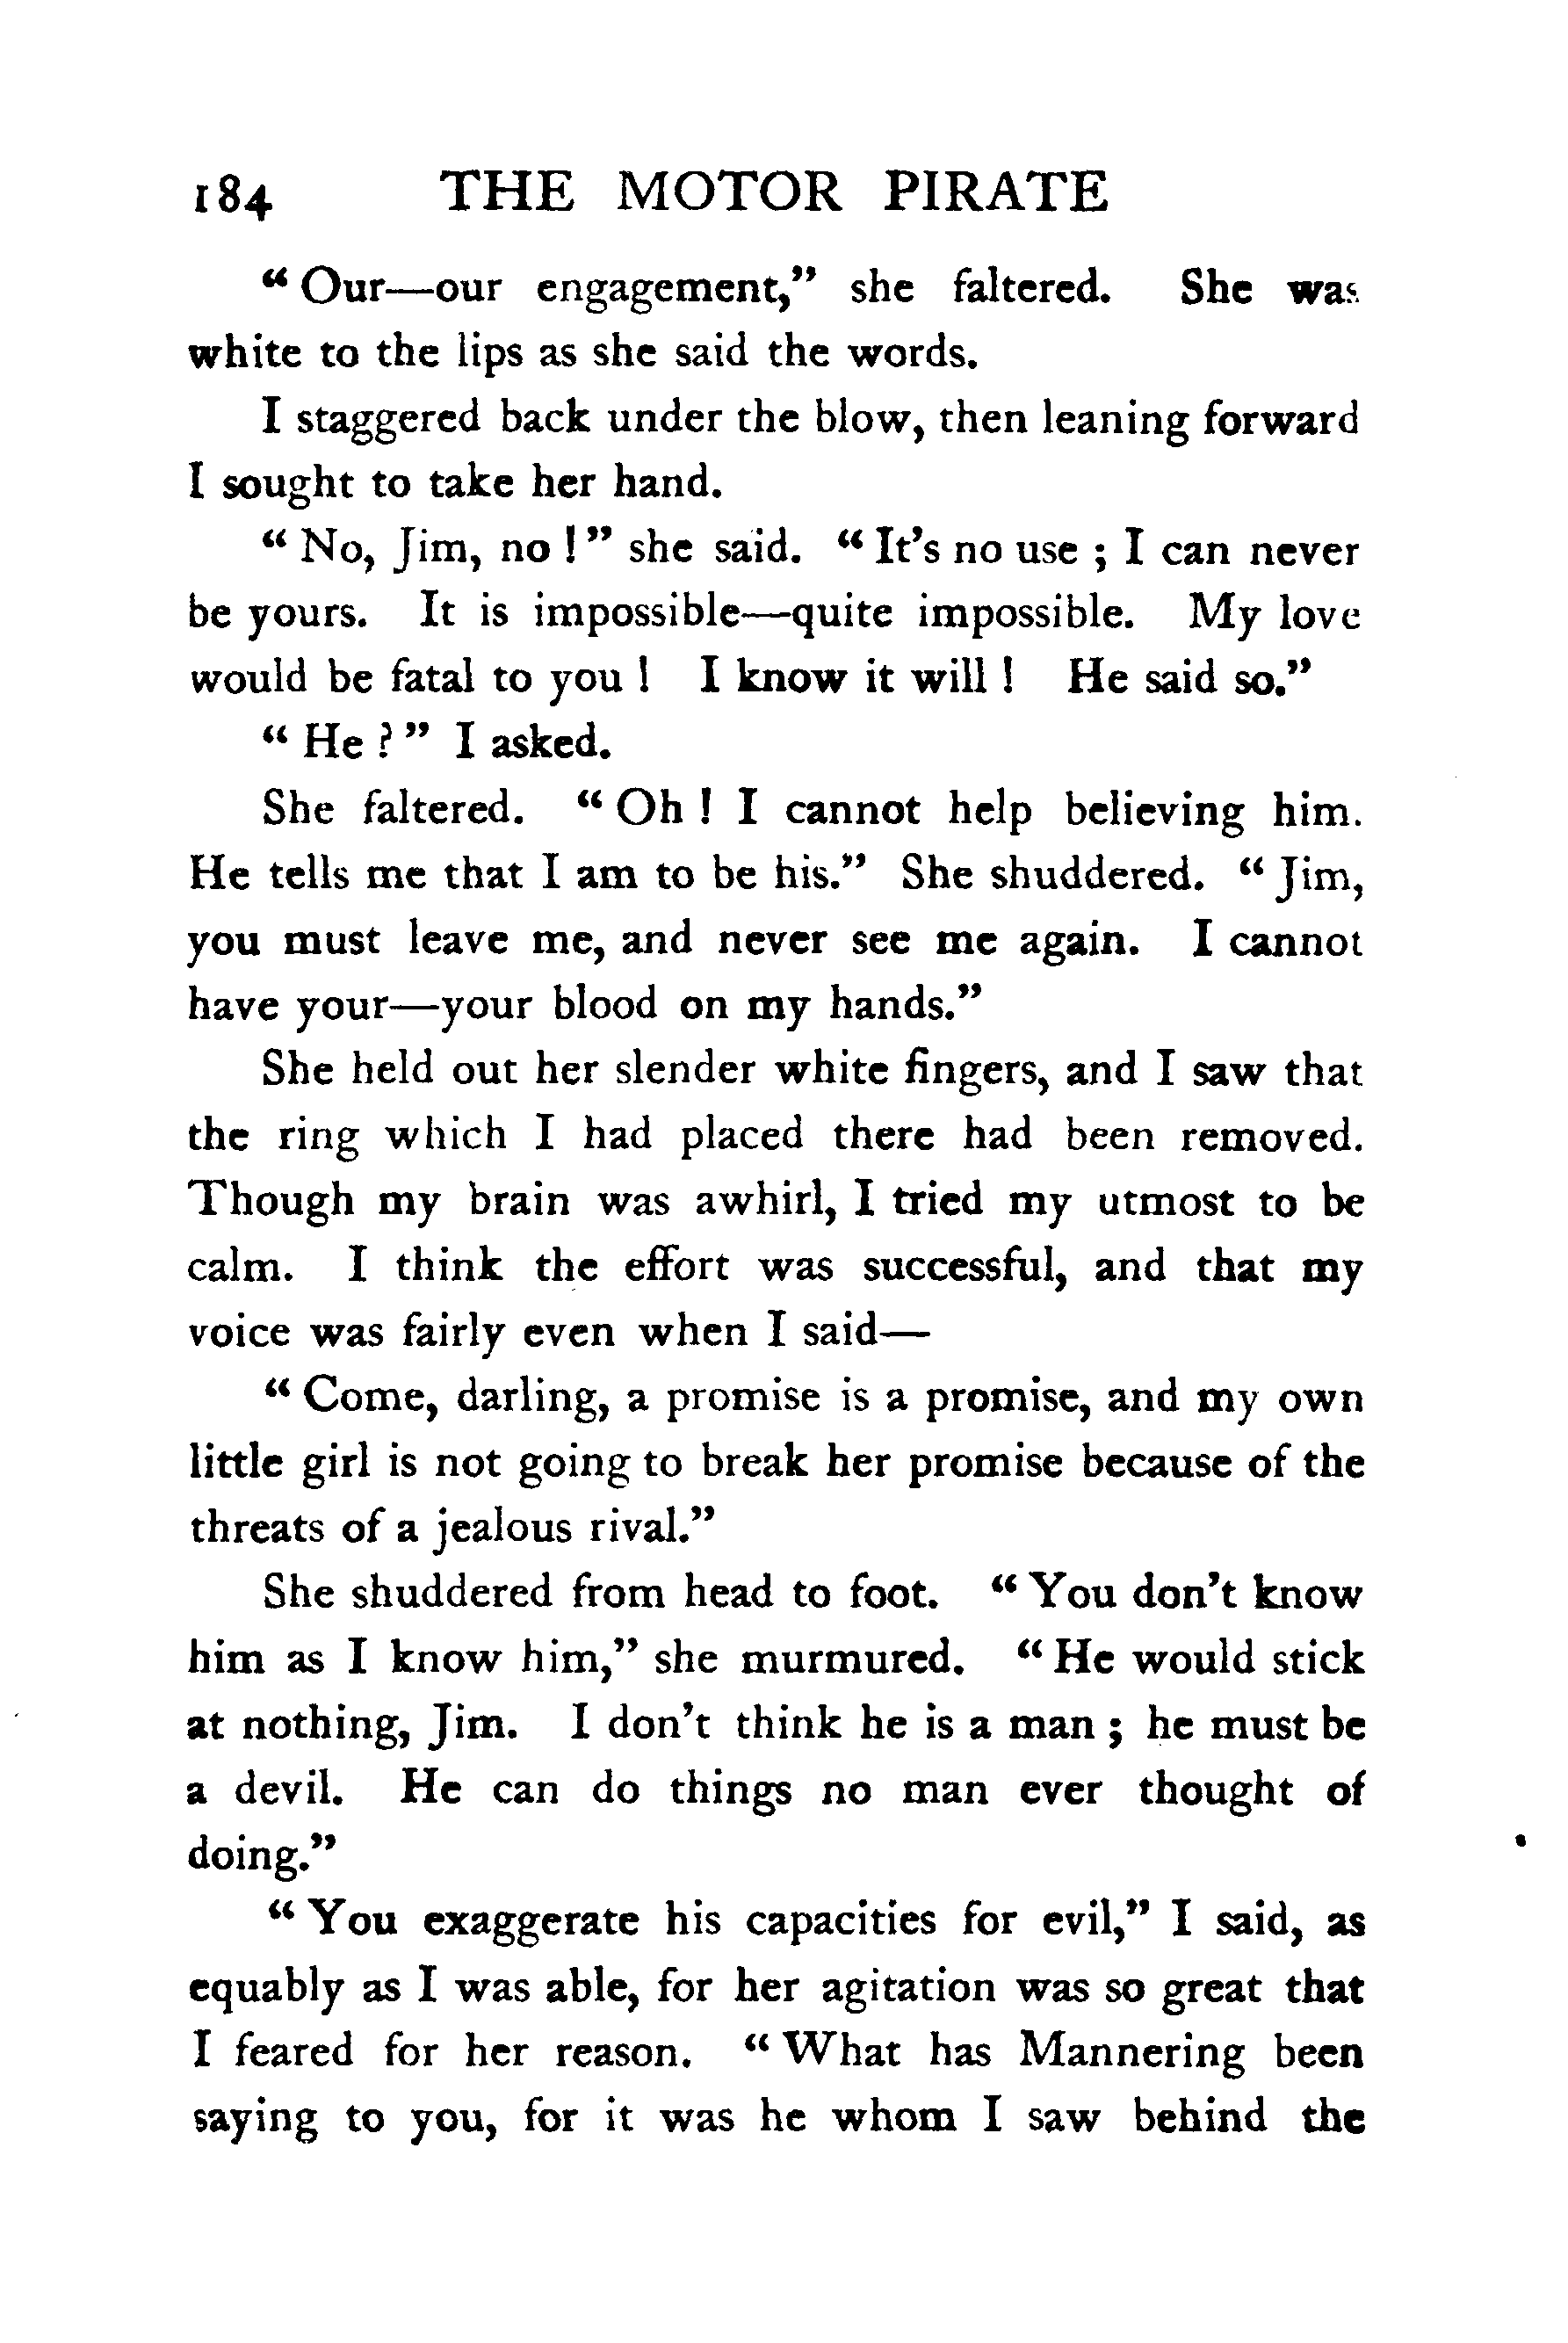 184 THE MOTOR PIRATE
“Our—our engagement,” she faltered. She was
white to the lips as she said the words.
I staggered back under the blow, then leaning forward
I sought to take her hand.
“No, Jim, no!” she said. “It’s no use; I can never
be yours. It is impossible—quite impossible. My love
would be fatal to you! I know it will! He said so.”
“He?” I asked.
She faltered. “Oh! I cannot help believing him.
He tells me that I am to be his.” She shuddered. “Jim,
you must leave me, and never see me again. I cannot
have your—your blood on my hands.”
She held out her slender white fingers, and I saw that
the ring which I had placed there had been removed.
Though my brain was awhirl, I tried my utmost to be
calm. I think the effort was successful, and that my
voice was fairly even when I said—
“Come, darling, a promise is a promise, and my own
little girl is not going to break her promise because of the
threats of a jealous rival.”
She shuddered from head to foot. “You don’t know
him as I know him,” she murmured. “He would stick
at nothing, Jim. I don’t think he is a man; he must be
a devil. He can do things no man ever thought of
doing.”
“You exaggerate his capacities for evil,” I said, as
equably as I was able, for her agitation was so great that
I feared for her reason. “What has Mannering been
saying to you, for it was he whom I saw behind the